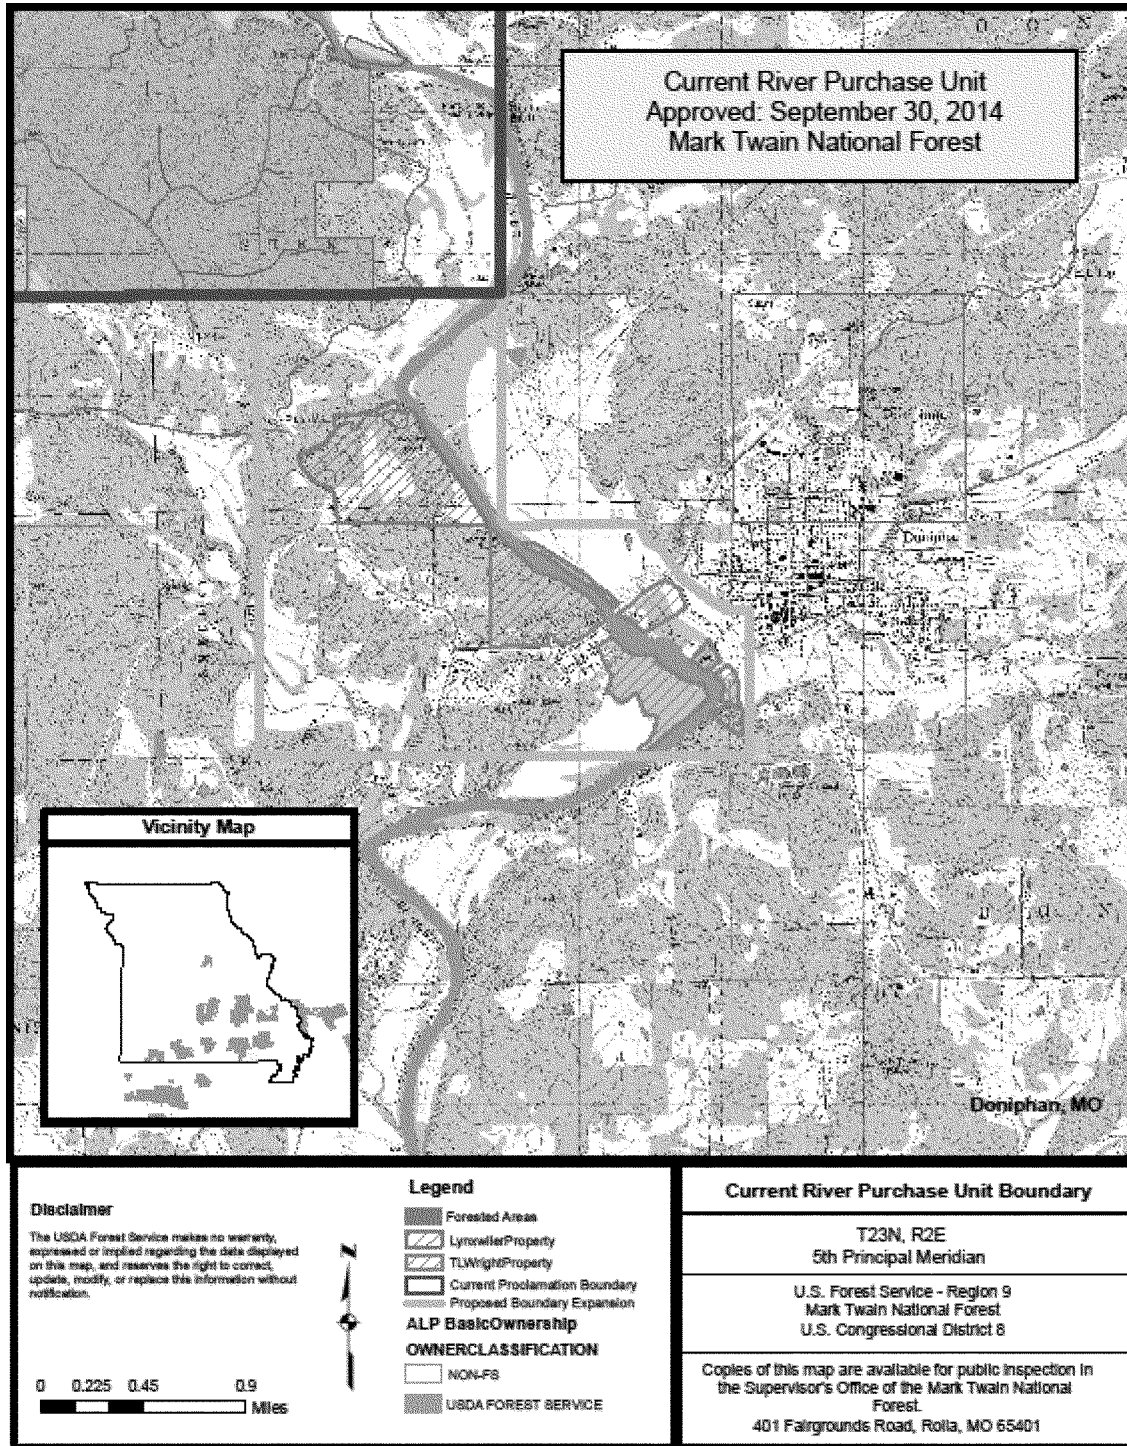 Current River Purchase Unit
Approved: September 30, 2014
Mark Twain National Forest
Doniphan, MO
Vicinity Map
Disclaimer
The USDA Forest Service makes no warranty,
expressed or implied regarding the data displayed
on this map, and reserves the right to correct,
update, modify, or replace this information without
notification.
N
0 0.225 0.45 0.9
Miles
Legend
Forested Areas
LyrowilerProperty
TLWrightProperty
Current Proclamation Boundary
Proposed Boundary Expansion
ALP BasicOwnership
OWNERCLASSIFICATION
NON-FS
USDA FOREST SERVICE
Current River Purchase Unit Boundary
T23N, R2E
5th Principal Meridian
U.S. Forest Service - Region 9
Mark Twain National Forest
U.S. Congressional District 8
Copies of this map are available for public inspection in
the Supervisor's Office of the Mark Twain National
Forest.
401 Fairgrounds Road, Rolla, MO 65401